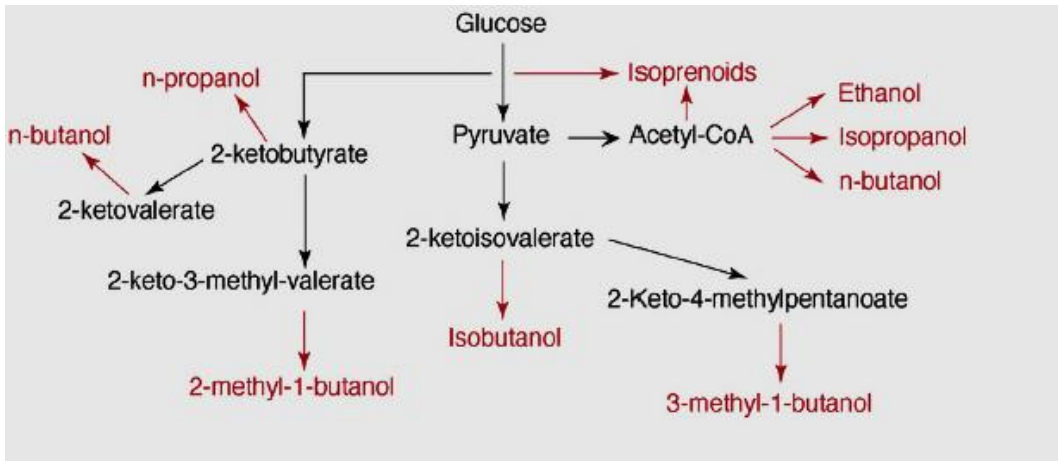 Glucose
n-propanol
Isoprenoids
Ethanol
n-butanol
2-ketobutyrate
Pyruvate
Acetyl-CoA
Isopropanol
n-butanol
2-ketovalerate
2-ketoisovalerate
2-keto-3-methyl-valerate
2-Keto-4-methylpentanoate
Isobutanol
2-methyl-1-butanol
3-methyl-1-butanol